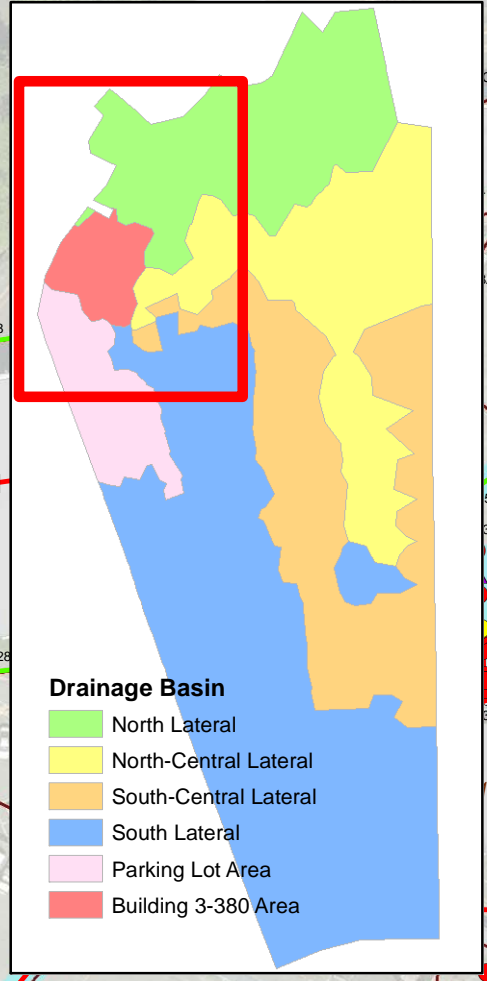 Drainage Basin
North Lateral
North-Central Lateral
South-Central Lateral
South Lateral
Parking Lot Area
Building 3-380 Area
28